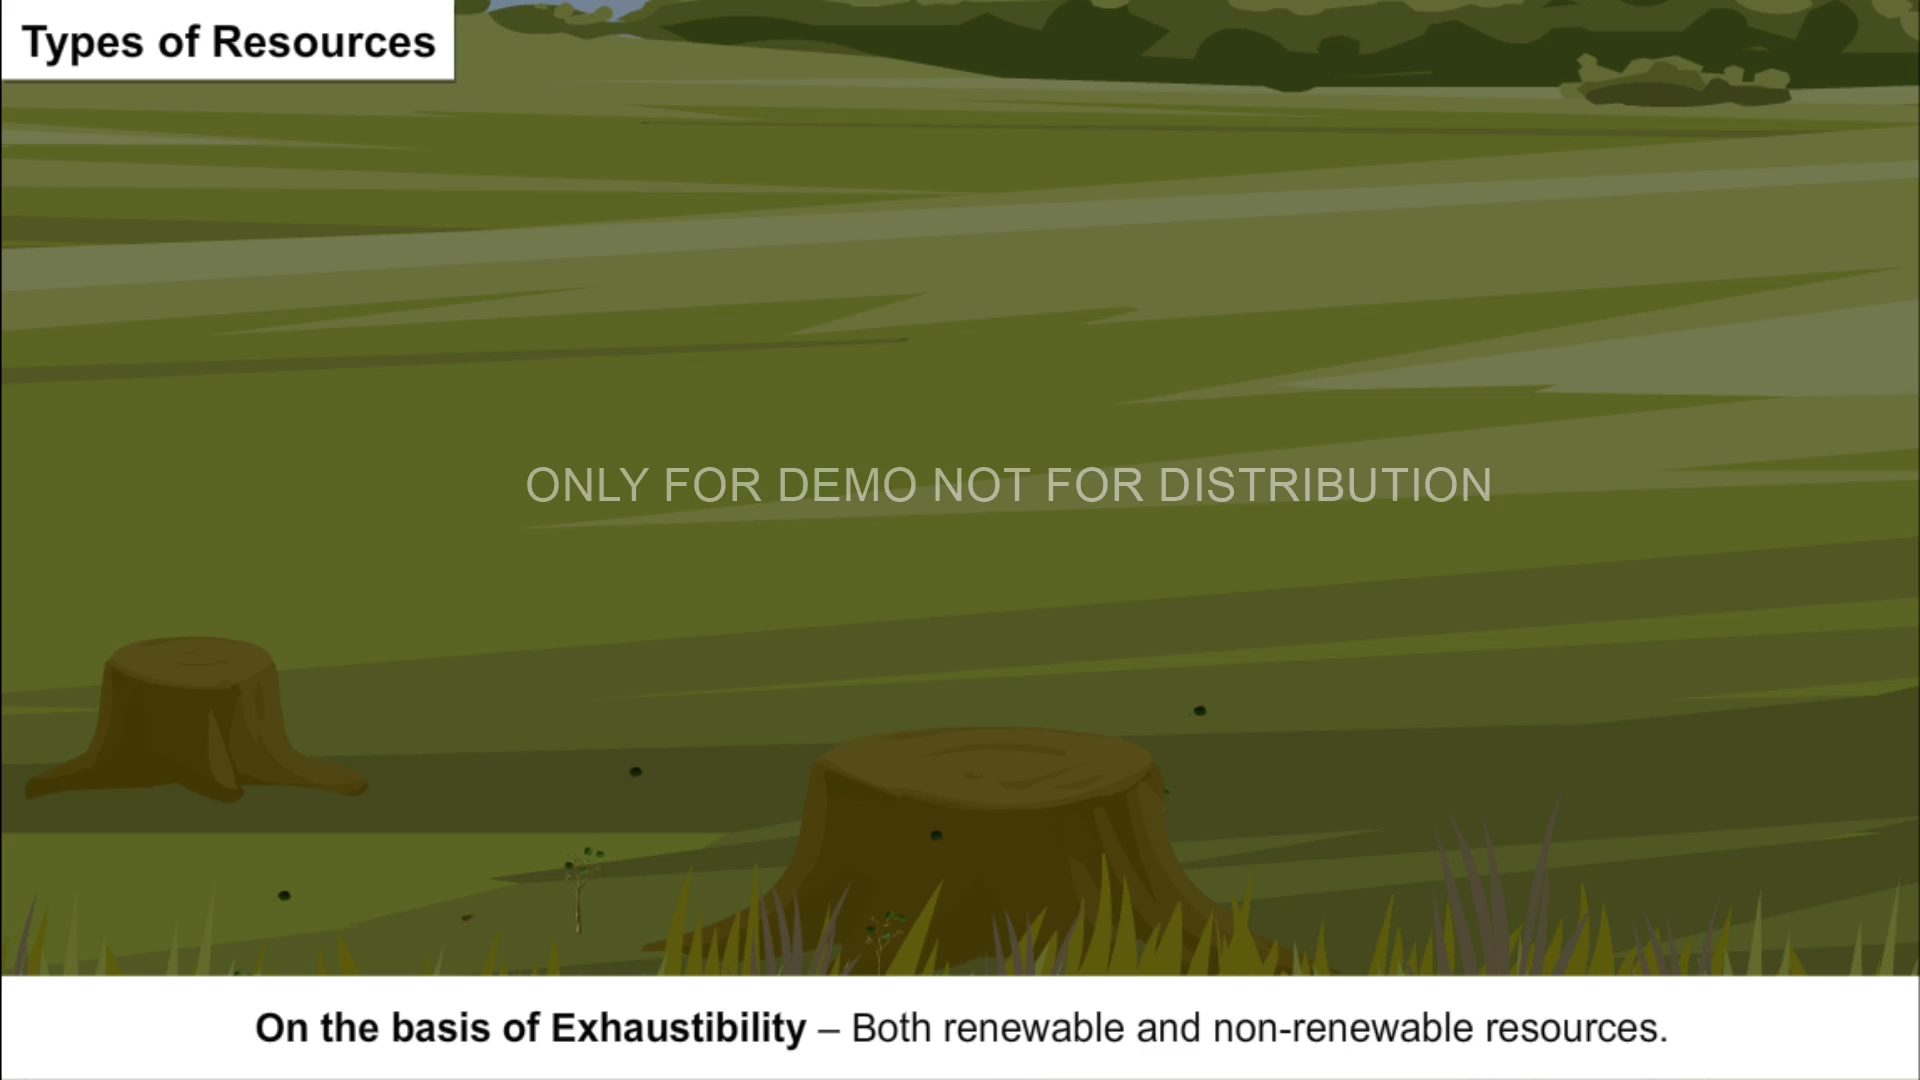 Types of Resources
ONLY FOR DEMO NOT FOR DISTRIBUTION
On the basis of Exhaustibility – Both renewable and non-renewable resources.